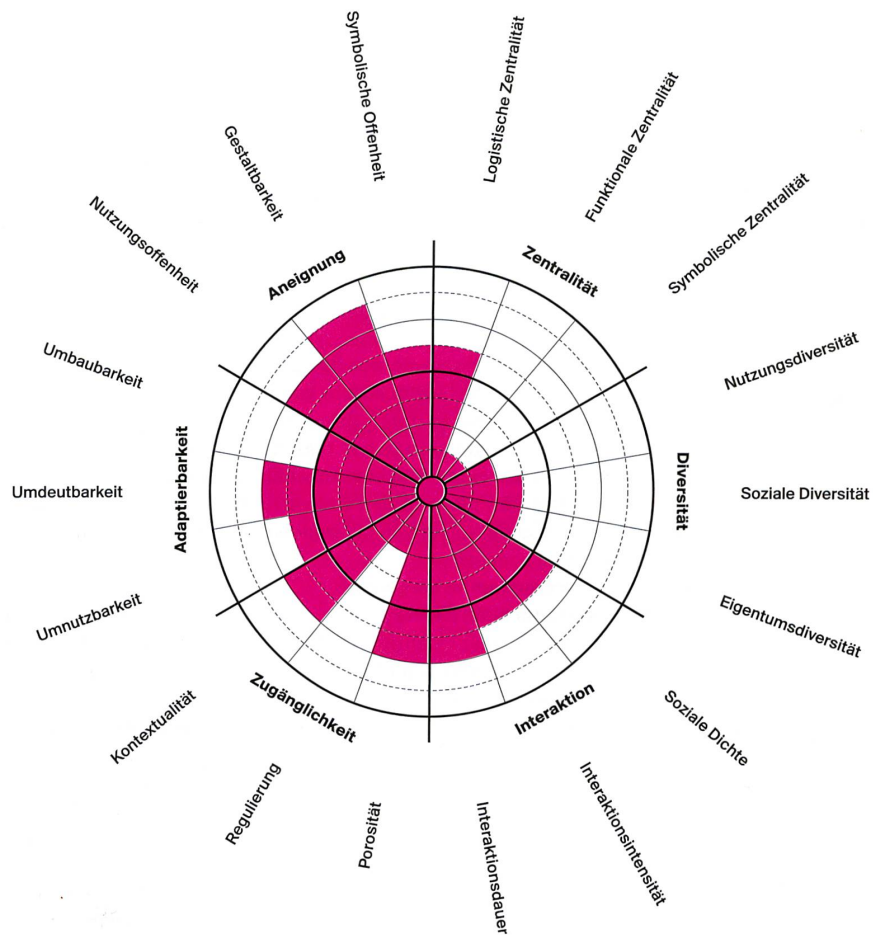 Symbolische Offenheit
Logistische Zentralität
Funktionale Zentralität
Symbolische Zentralität
Nutzungsdiversität
Soziale Diversität
Eigentumsdiversität
Soziale Dichte
Interaktionsintensität
Interaktionsdauer
Porosität
Regulierung
Kontextualität
Umnutzbarkeit
Umdeutbarkeit
Umbaubarkeit
Nutzungsoffenheit
Gestaltbarkeit
Aneignung
Zentralität
Diversität
Interaktion
Zugänglichkeit
Adaptierbarkeit